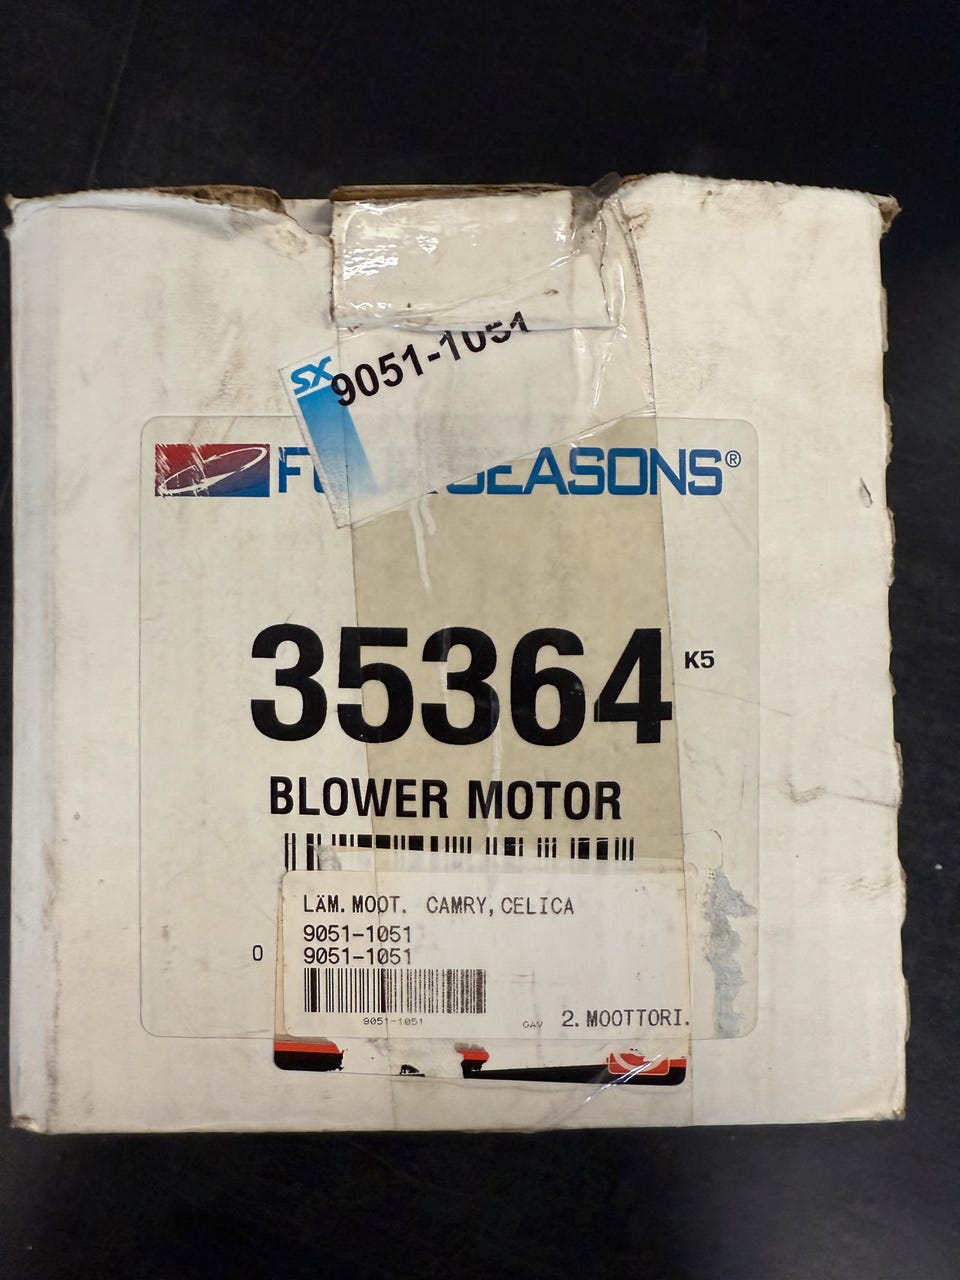 SX
9051-1051
FOUR SEASONS®
35364 K5
BLOWER MOTOR
LÄM.MOOT. CAMRY,CELICA
9051-1051
O 9051-1051
9051-1051
GAV 2.MOOTTORI.